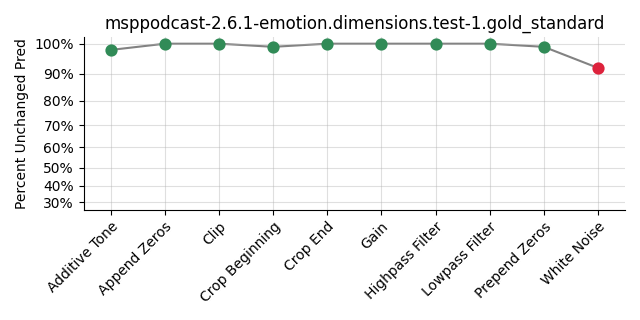 msppodcast-2.6.1-emotion.dimensions.test-1.gold_standard
Percent Unchanged Pred
100%
90%
80%
70%
60%
50%
40%
30%
Additive Tone
Append Zeros
Clip
Crop Beginning
Crop End
Gain
Highpass Filter
Lowpass Filter
Prepend Zeros
White Noise